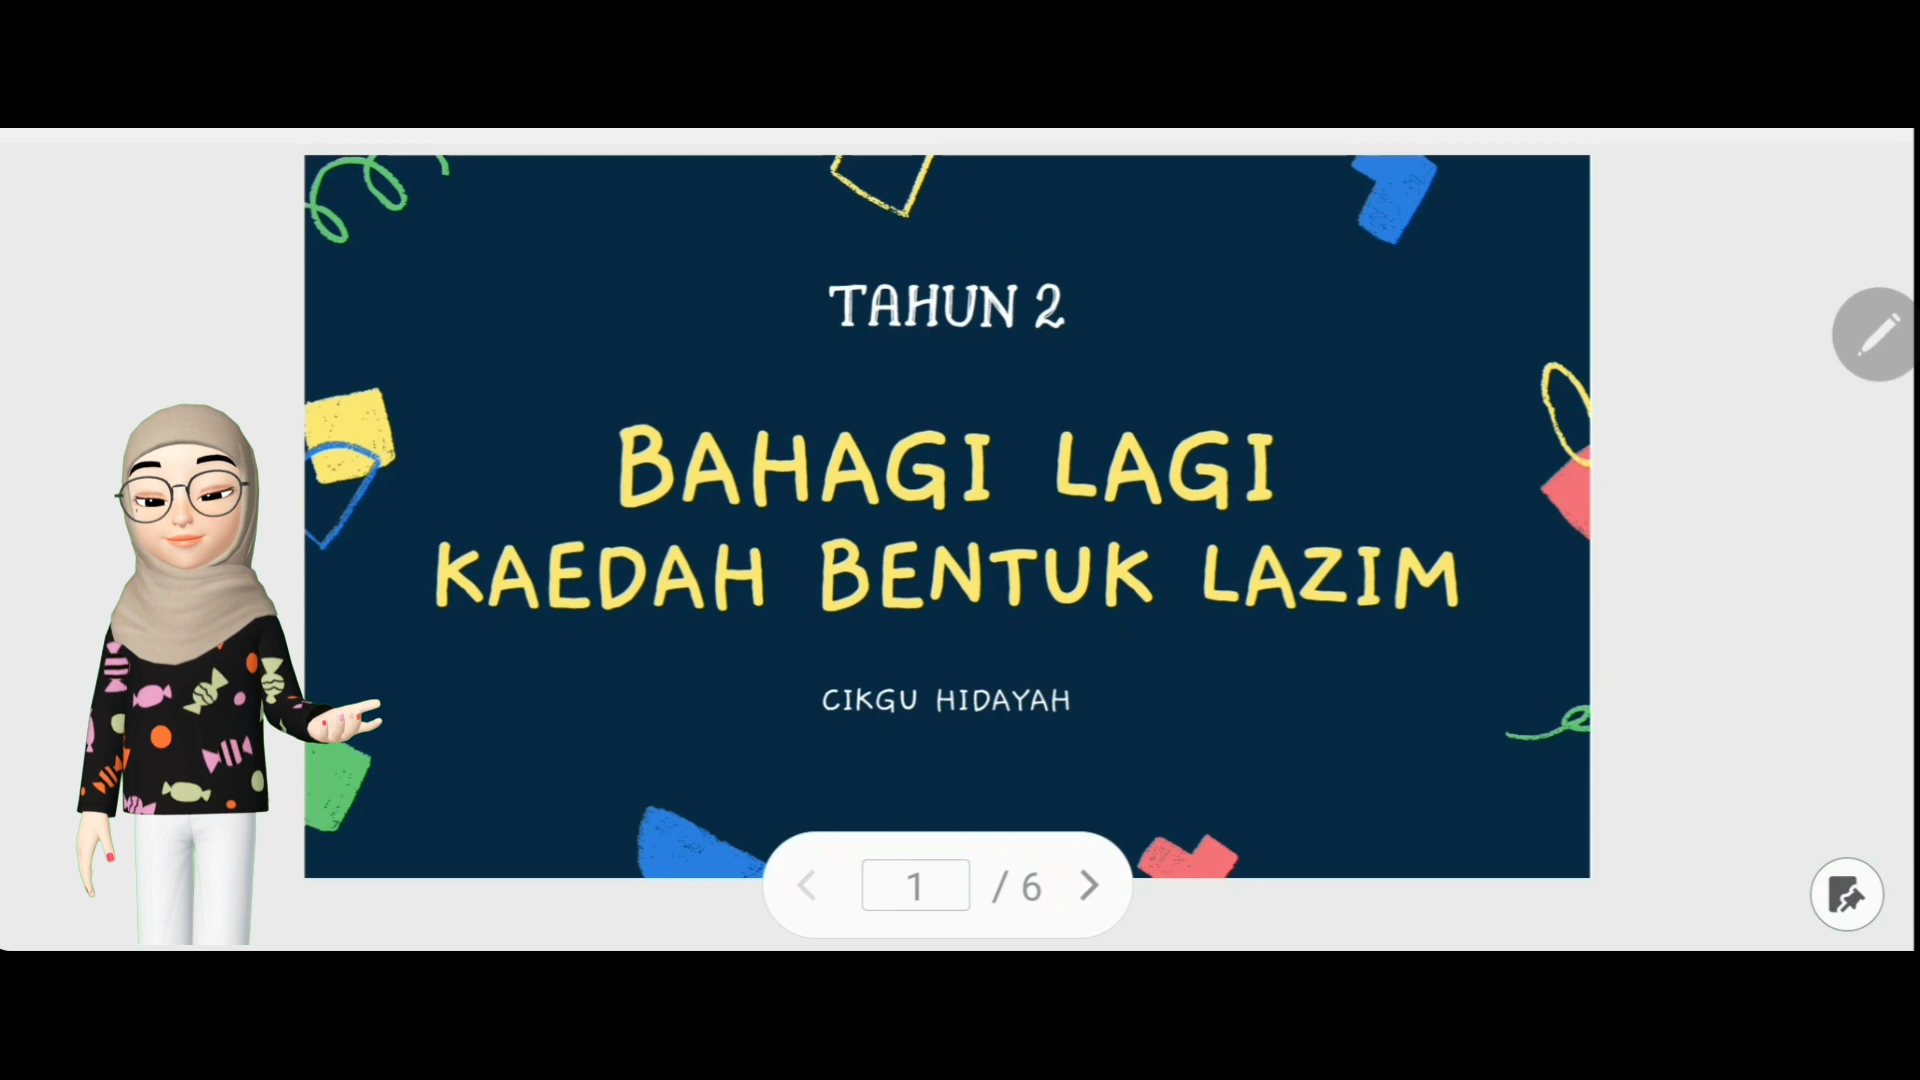 TAHUN 2
BAHAGI LAGI
KAEDAH BENTUK LAZIM
CIKGU HIDAYAH
1 / 6